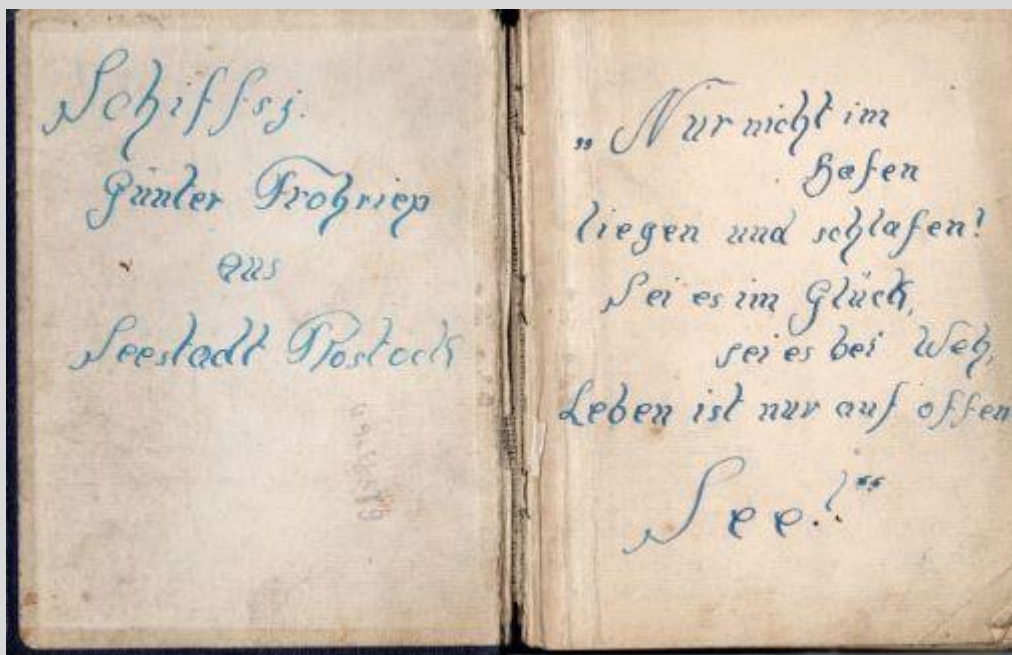 Schiffsj.
Günter Frohriep
aus
Seestadt Rostock
„Nur nicht im
Hafen
liegen und schlafen!
Sei es im Glück,
sei es bei Weh,
Leben ist nur auf offen
See!“